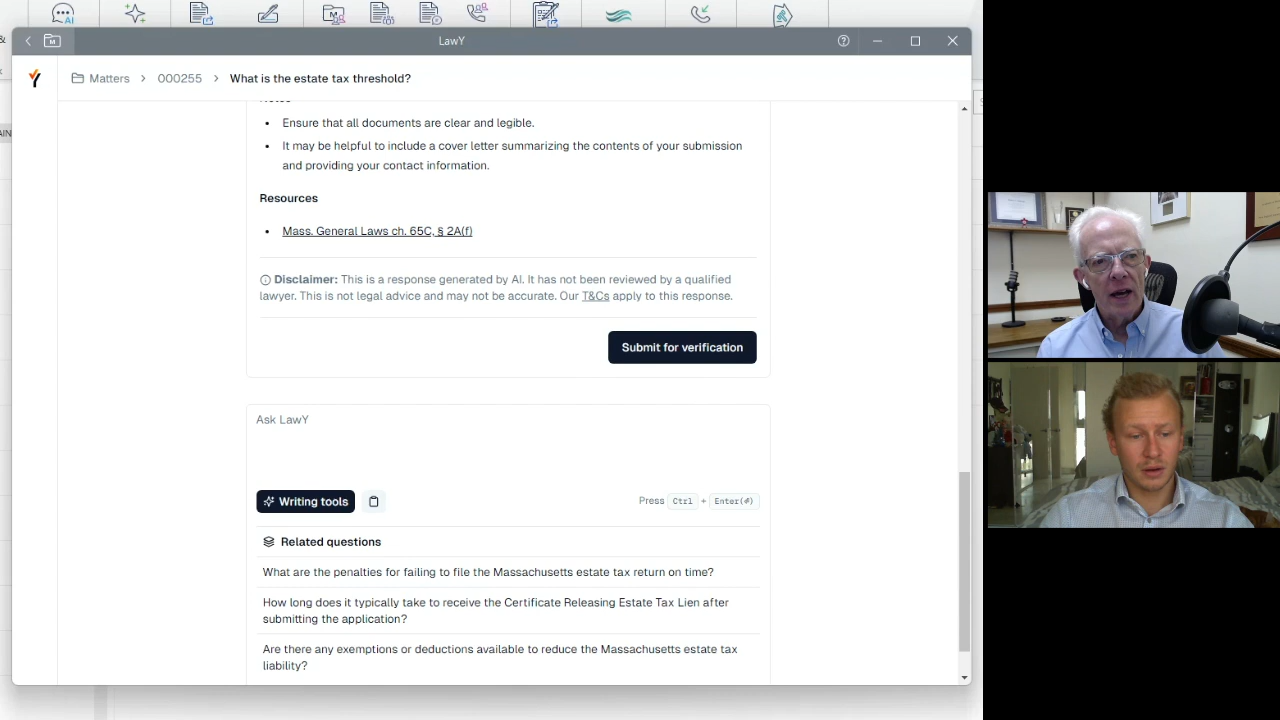 AI
LawY
Matters > 000255 > What is the estate tax threshold?
Notes
• Ensure that all documents are clear and legible.
• It may be helpful to include a cover letter summarizing the contents of your submission
and providing your contact information.
Resources
• Mass. General Laws ch. 65C, § 2A(f)
Disclaimer: This is a response generated by AI. It has not been reviewed by a qualified
lawyer. This is not legal advice and may not be accurate. Our T&Cs apply to this response.
Submit for verification
Ask LawY
Writing tools
Press Ctrl + Enter(⏎)
Related questions
What are the penalties for failing to file the Massachusetts estate tax return on time?
How long does it typically take to receive the Certificate Releasing Estate Tax Lien after
submitting the application?
Are there any exemptions or deductions available to reduce the Massachusetts estate tax
liability?